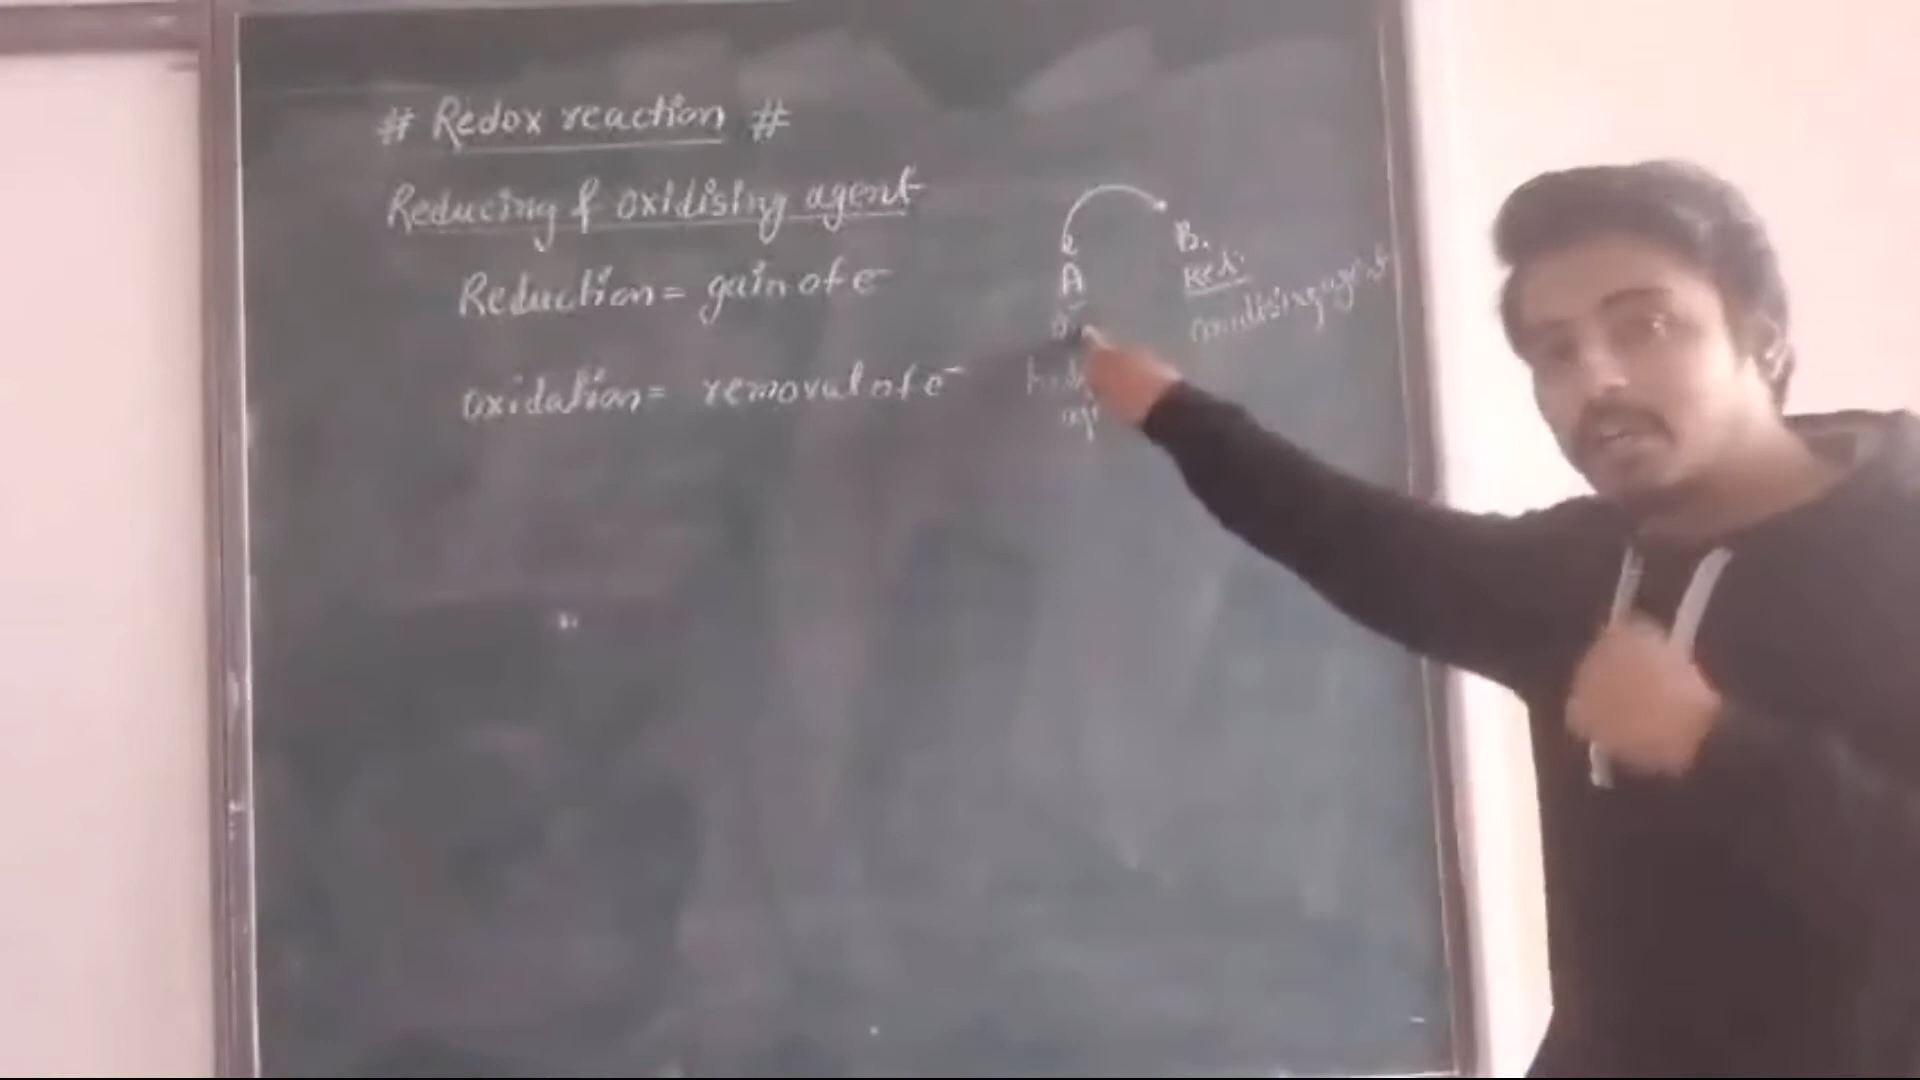 # Redox reaction #
Reducing & oxidising agent
Reduction = gain of e⁻
oxidation = removal of e⁻
e
A
B.
Red.
oxidising agent